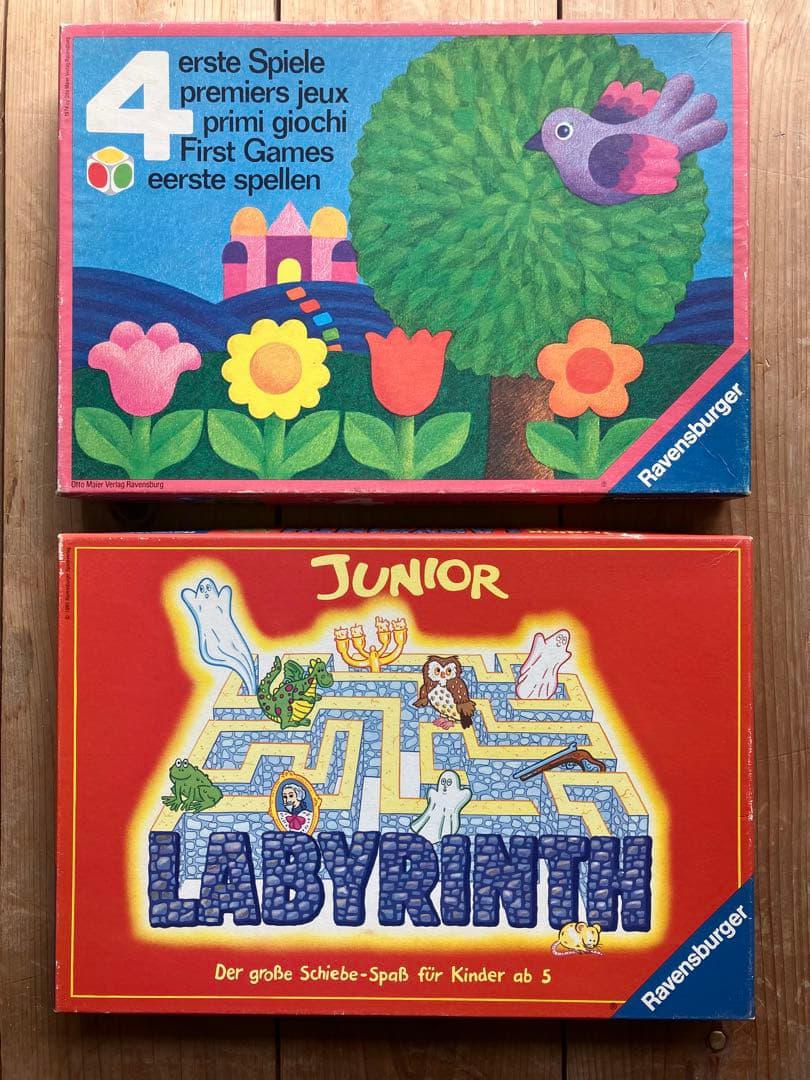 4
erste Spiele
premiers jeux
primi giochi
First Games
eerste spellen
Ravensburger
Otto Maier Verlag Ravensburg
JUNIOR
LABYRINTH
Der große Schiebe-Spaß für Kinder ab 5
Ravensburger